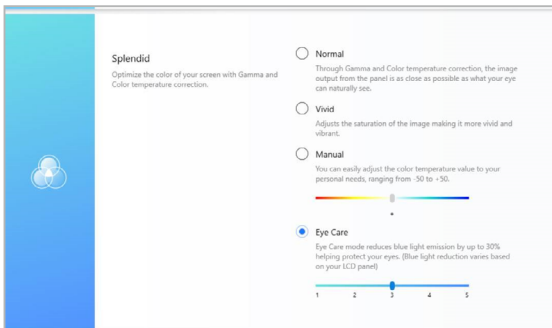 Splendid
Optimize the color of your screen with Gamma and
Color temperature correction.
Normal
Through Gamma and Color temperature correction, the image
output from the panel is as close as possible as what your eye
can naturally see.
Vivid
Adjusts the saturation of the image making it more vivid and
vibrant.
Manual
You can easily adjust the color temperature value to your
personal needs, ranging from -50 to +50.
Eye Care
Eye Care mode reduces blue light emission by up to 30%
helping protect your eyes. (Blue light reduction varies based
on your LCD panel)
1 2 3 4 5